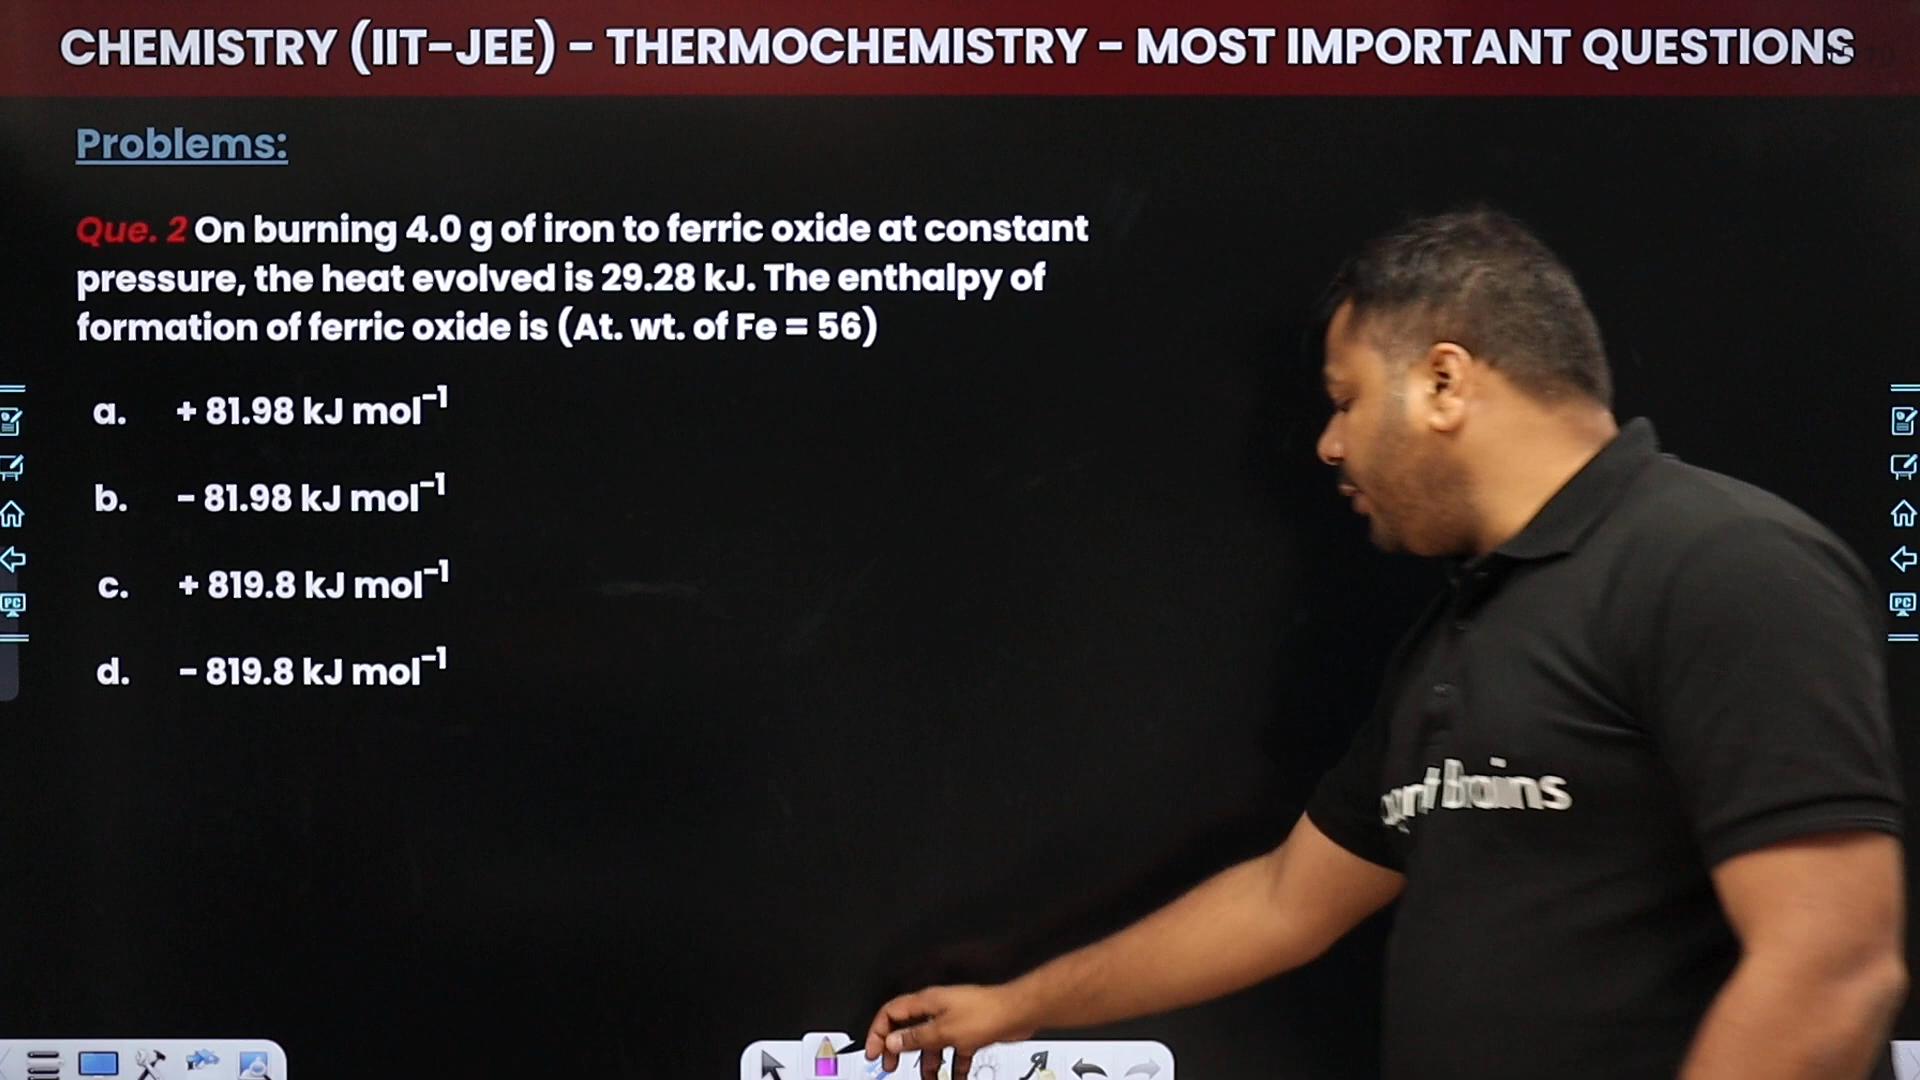 CHEMISTRY (IIT-JEE) - THERMOCHEMISTRY - MOST IMPORTANT QUESTIONS
Problems:
Que. 2 On burning 4.0 g of iron to ferric oxide at constant
pressure, the heat evolved is 29.28 kJ. The enthalpy of
formation of ferric oxide is (At. wt. of Fe = 56)
a. + 81.98 kJ mol⁻¹
b. - 81.98 kJ mol⁻¹
c. + 819.8 kJ mol⁻¹
d. - 819.8 kJ mol⁻¹
Brains
PC
PC